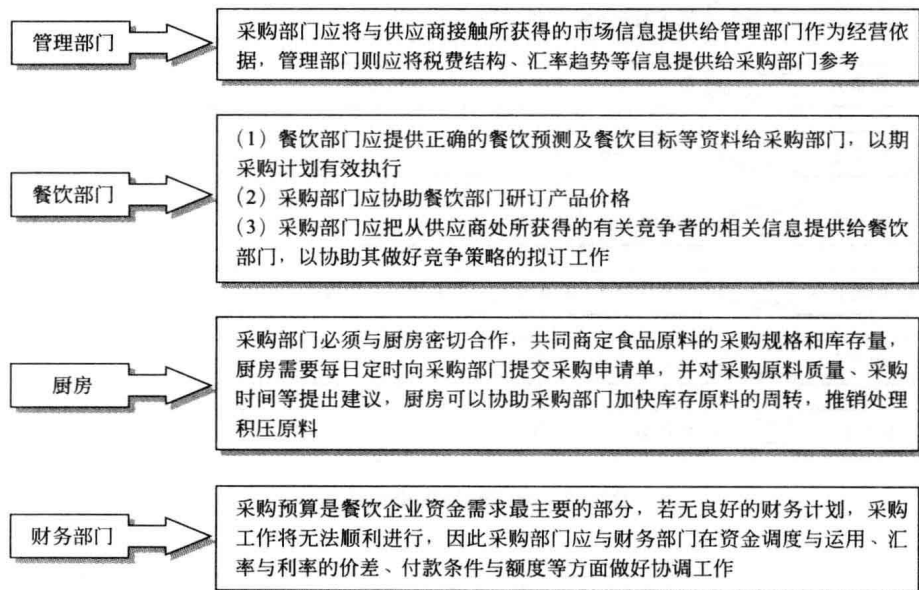 管理部门
采购部门应将与供应商接触所获得的市场信息提供给管理部门作为经营依
据，管理部门则应将税费结构、汇率趋势等信息提供给采购部门参考
餐饮部门
（1）餐饮部门应提供正确的餐饮预测及餐饮目标等资料给采购部门，以期
采购计划有效执行
（2）采购部门应协助餐饮部门研订产品价格
（3）采购部门应把从供应商处所获得的有关竞争者的相关信息提供给餐饮
部门，以协助其做好竞争策略的拟订工作
厨房
采购部门必须与厨房密切合作，共同商定食品原料的采购规格和库存量，
厨房需要每日定时向采购部门提交采购申请单，并对采购原料质量、采购
时间等提出建议，厨房可以协助采购部门加快库存原料的周转，推销处理
积压原料
财务部门
采购预算是餐饮企业资金需求最主要的部分，若无良好的财务计划，采购
工作将无法顺利进行，因此采购部门应与财务部门在资金调度与运用、汇
率与利率的价差、付款条件与额度等方面做好协调工作